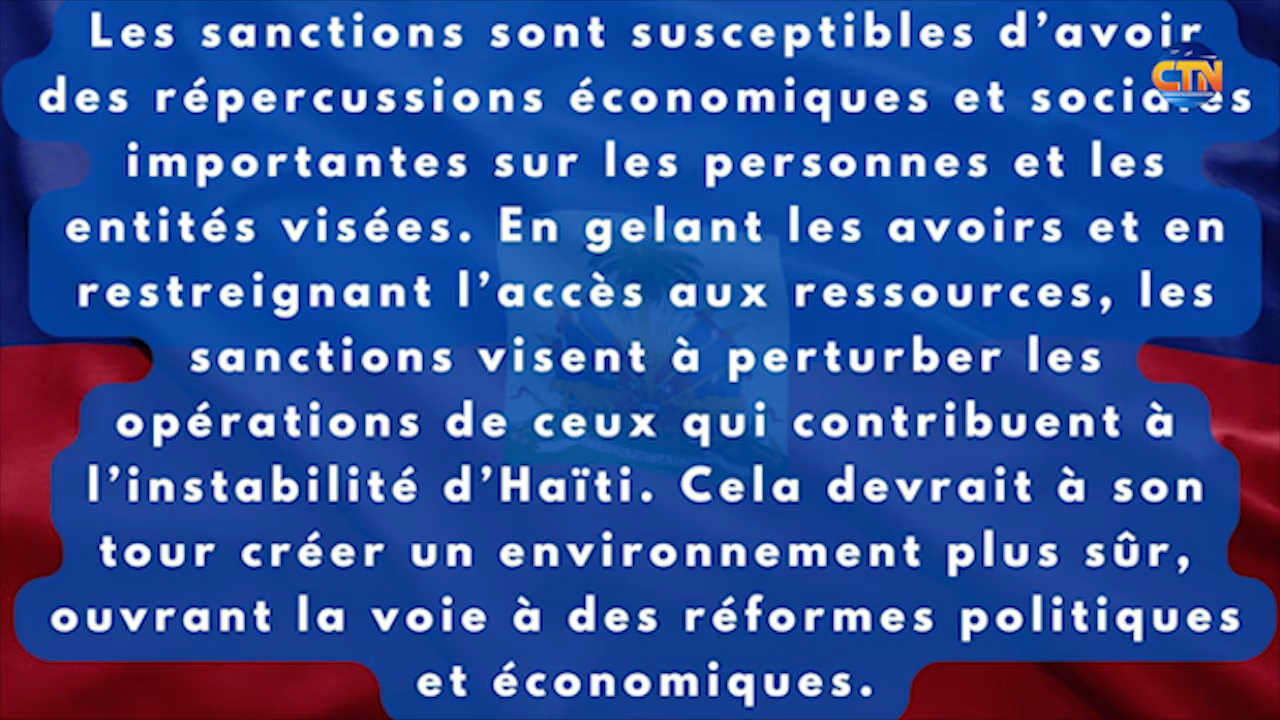 Les sanctions sont susceptibles d’avoir
des répercussions économiques et sociales
importantes sur les personnes et les
entités visées. En gelant les avoirs et en
restreignant l’accès aux ressources, les
sanctions visent à perturber les
opérations de ceux qui contribuent à
l’instabilité d’Haïti. Cela devrait à son
tour créer un environnement plus sûr,
ouvrant la voie à des réformes politiques
et économiques.
CTN